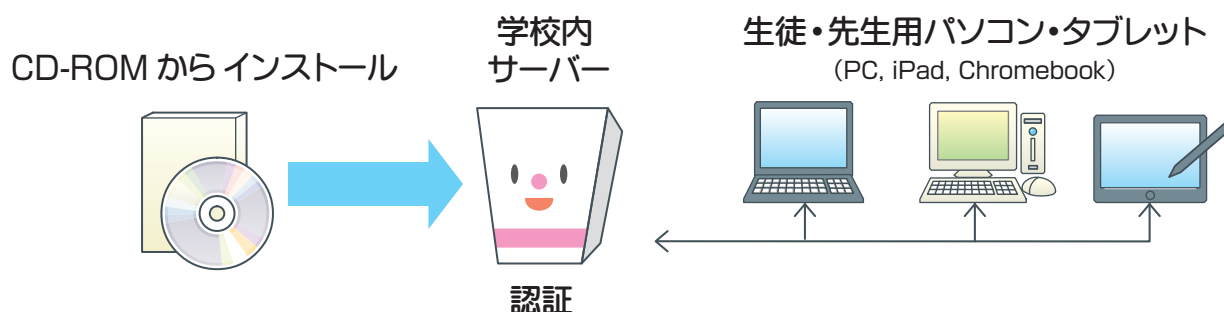 CD-ROM から インストール
学校内
サーバー
認証
生徒・先生用パソコン・タブレット
（PC, iPad, Chromebook）